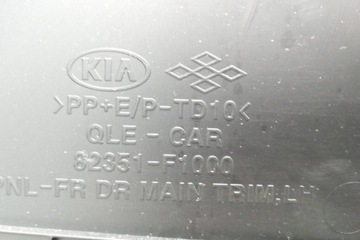 KIA
>PP+E/P-TD10<
QLE - CAR
82351-F1000
PNL-FR DR MAIN TRIM,LH